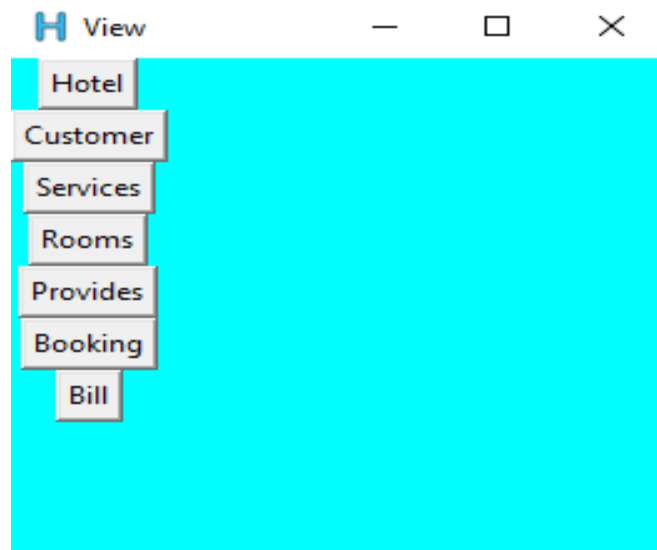 View
Hotel
Customer
Services
Rooms
Provides
Booking
Bill